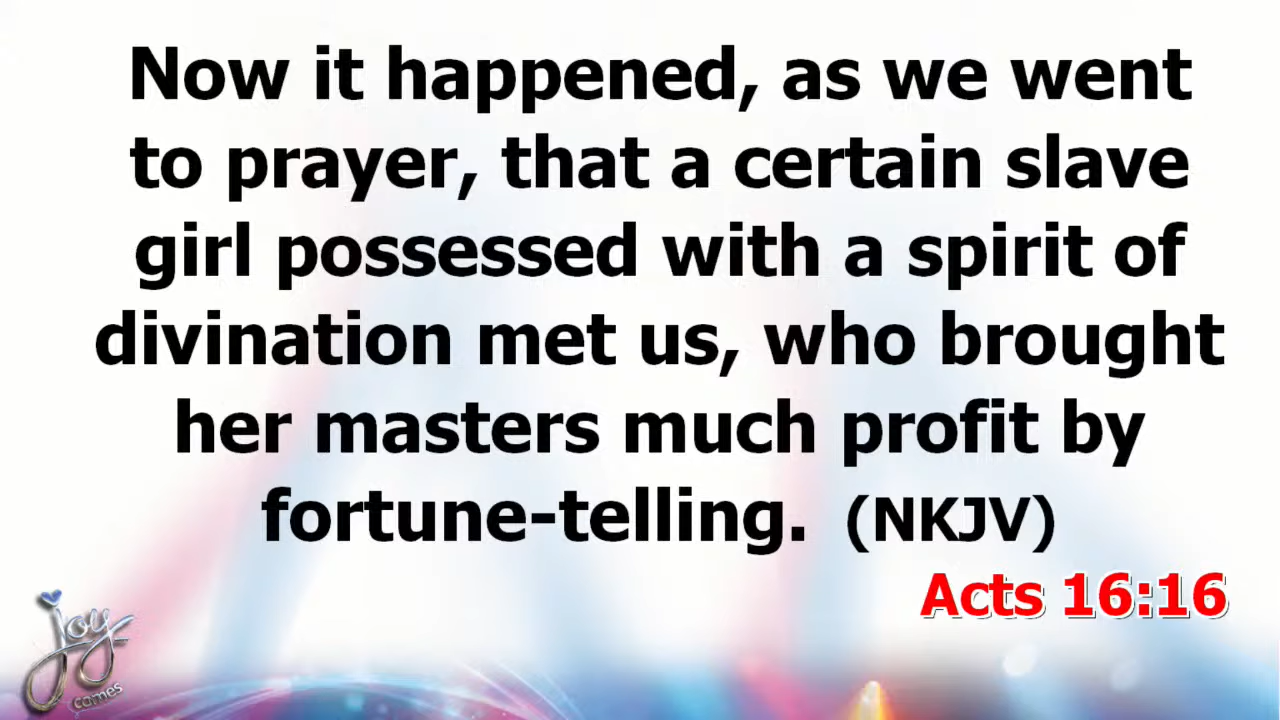 Now it happened, as we went
to prayer, that a certain slave
girl possessed with a spirit of
divination met us, who brought
her masters much profit by
fortune-telling. (NKJV)
Acts 16:16
joy
comes